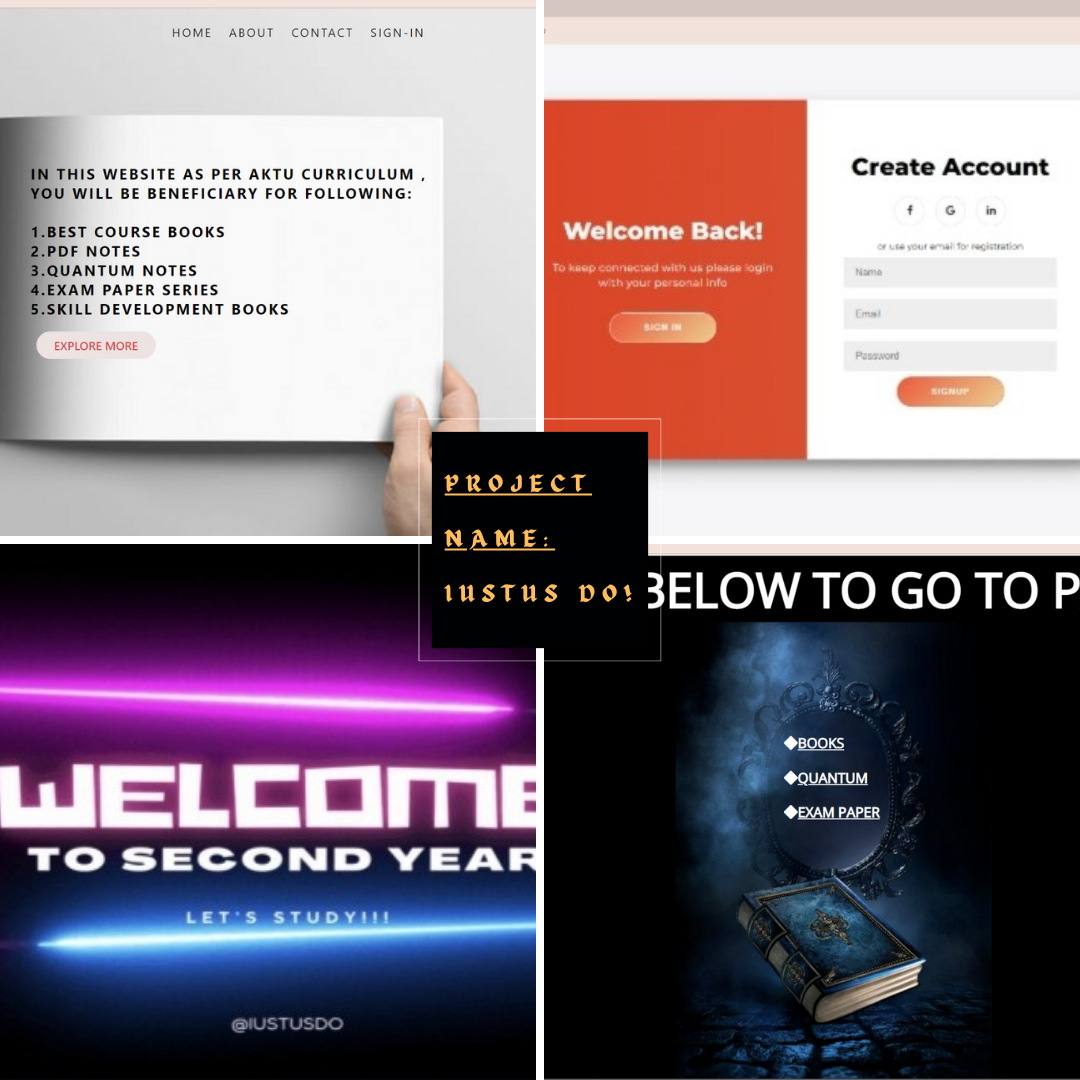 HOME ABOUT CONTACT SIGN-IN
IN THIS WEBSITE AS PER AKTU CURRICULUM ,
YOU WILL BE BENEFICIARY FOR FOLLOWING:
1.BEST COURSE BOOKS
2.PDF NOTES
3.QUANTUM NOTES
4.EXAM PAPER SERIES
5.SKILL DEVELOPMENT BOOKS
EXPLORE MORE
Welcome Back!
To keep connected with us please login
with your personal info
SIGN IN
Create Account
f G in
or use your email for registration
Name
Email
Password
SIGNUP
PROJECT
NAME:
IUSTUS DO!
WELCOME
TO SECOND YEAR
LET'S STUDY!!!
@IUSTUSDO
BELOW TO GO TO P
◆BOOKS
◆QUANTUM
◆EXAM PAPER